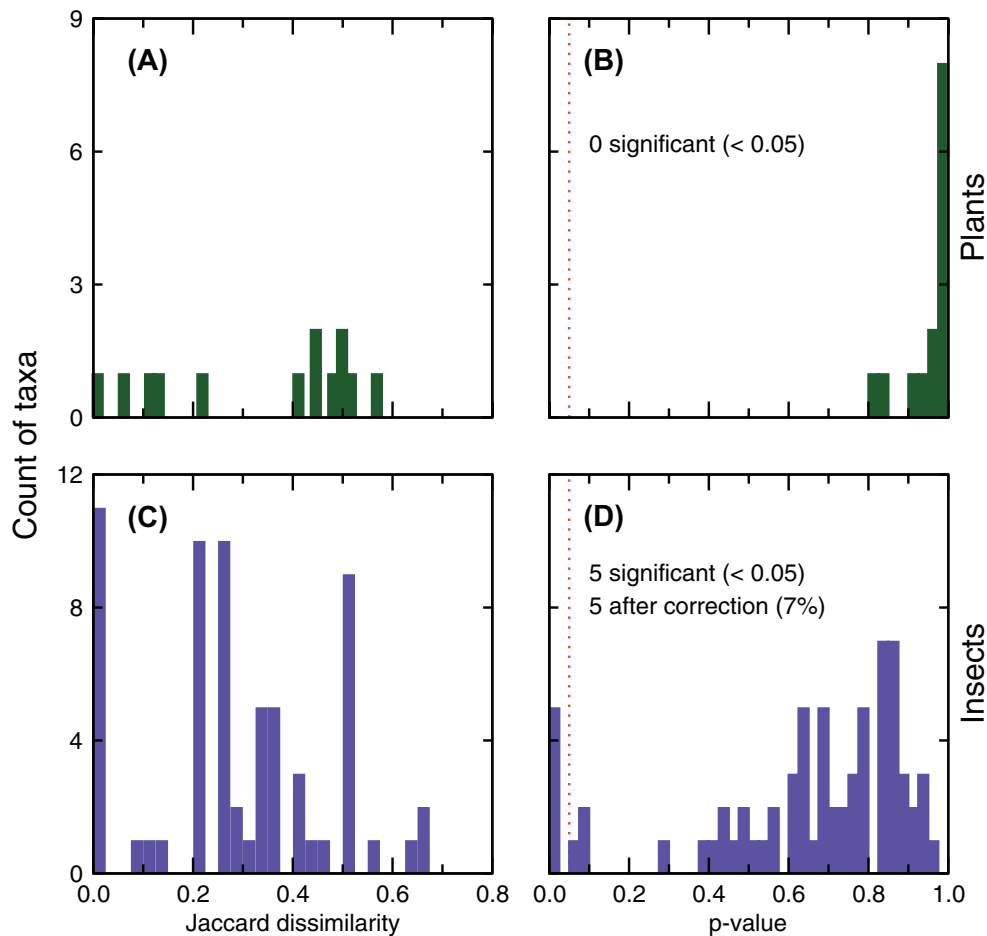 Count of taxa
9
6
3
0
(A)
(B)
0 significant (< 0.05)
Plants
12
8
4
0
(C)
(D)
5 significant (< 0.05)
5 after correction (7%)
Insects
0.0 0.2 0.4 0.6 0.8
Jaccard dissimilarity
0.0 0.2 0.4 0.6 0.8 1.0
p-value